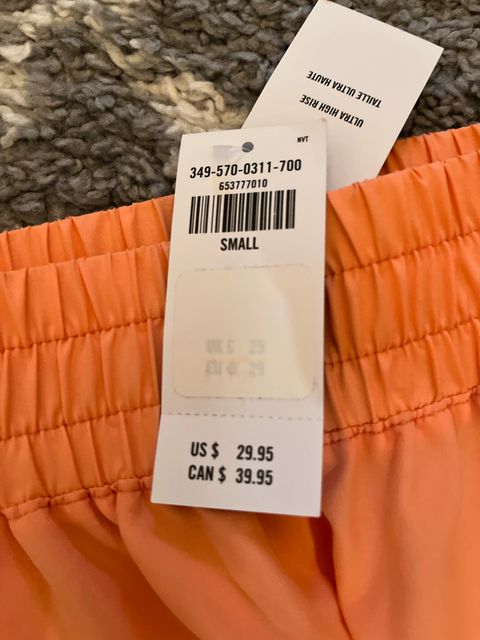 ULTRA HIGH RISE
TAILLE ULTRA HAUTE
NVT
349-570-0311-700
653777010
SMALL
UK £ 25
EU € 29
US $ 29.95
CAN $ 39.95